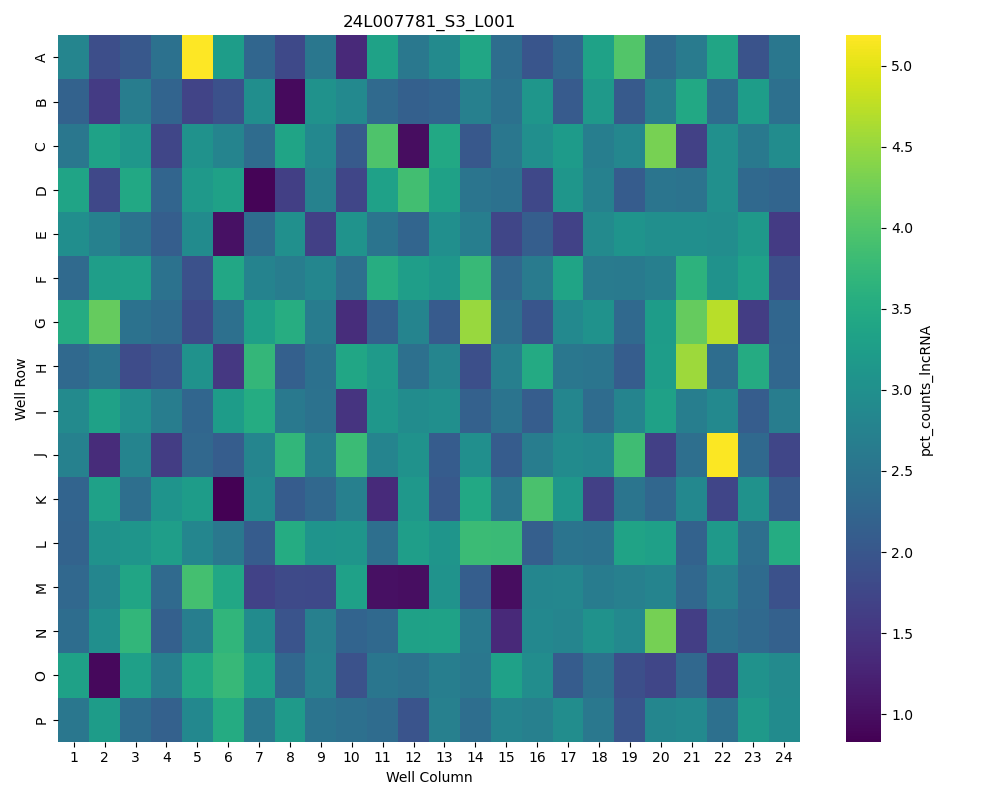 24L007781_S3_L001
A
B
C
D
E
F
G
H
I
J
K
L
M
N
O
P
Well Row
1 2 3 4 5 6 7 8 9 10 11 12 13 14 15 16 17 18 19 20 21 22 23 24
Well Column
5.0
4.5
4.0
3.5
3.0
2.5
2.0
1.5
1.0
pct_counts_lncRNA